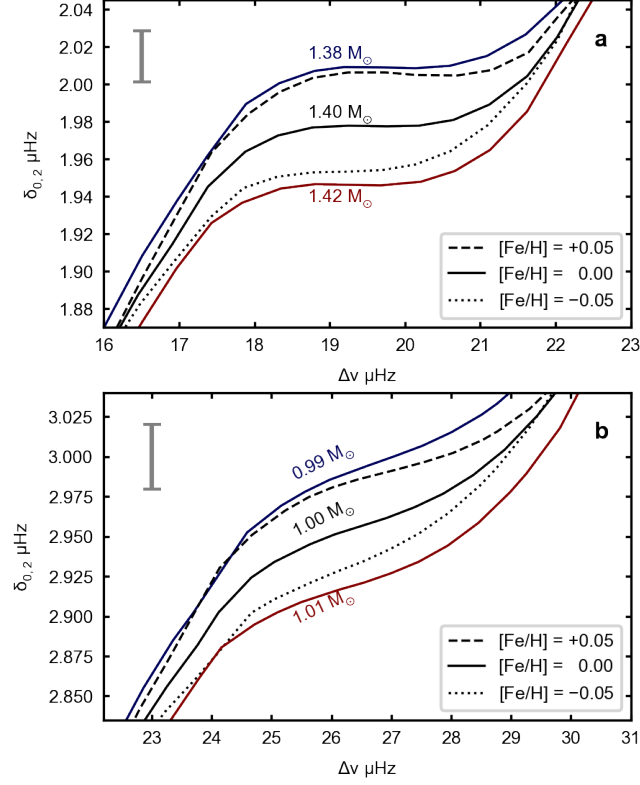 a
2.04
2.02
2.00
1.98
1.96
1.94
1.92
1.90
1.88
δ0, 2 μHz
1.38 M⊙
1.40 M⊙
1.42 M⊙
[Fe/H] = +0.05
[Fe/H] = 0.00
[Fe/H] = −0.05
16 17 18 19 20 21 22 23
Δν μHz
b
3.025
3.000
2.975
2.950
2.925
2.900
2.875
2.850
δ0, 2 μHz
0.99 M⊙
1.00 M⊙
1.01 M⊙
[Fe/H] = +0.05
[Fe/H] = 0.00
[Fe/H] = −0.05
23 24 25 26 27 28 29 30 31
Δν μHz